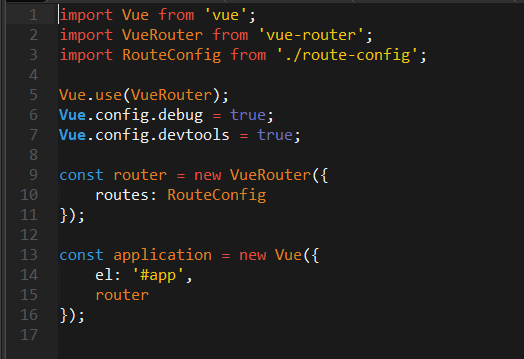 1 import Vue from 'vue';
2 import VueRouter from 'vue-router';
3 import RouteConfig from './route-config';
4
5 Vue.use(VueRouter);
6 Vue.config.debug = true;
7 Vue.config.devtools = true;
8
9 const router = new VueRouter({
10     routes: RouteConfig
11 });
12
13 const application = new Vue({
14     el: '#app',
15     router
16 });
17